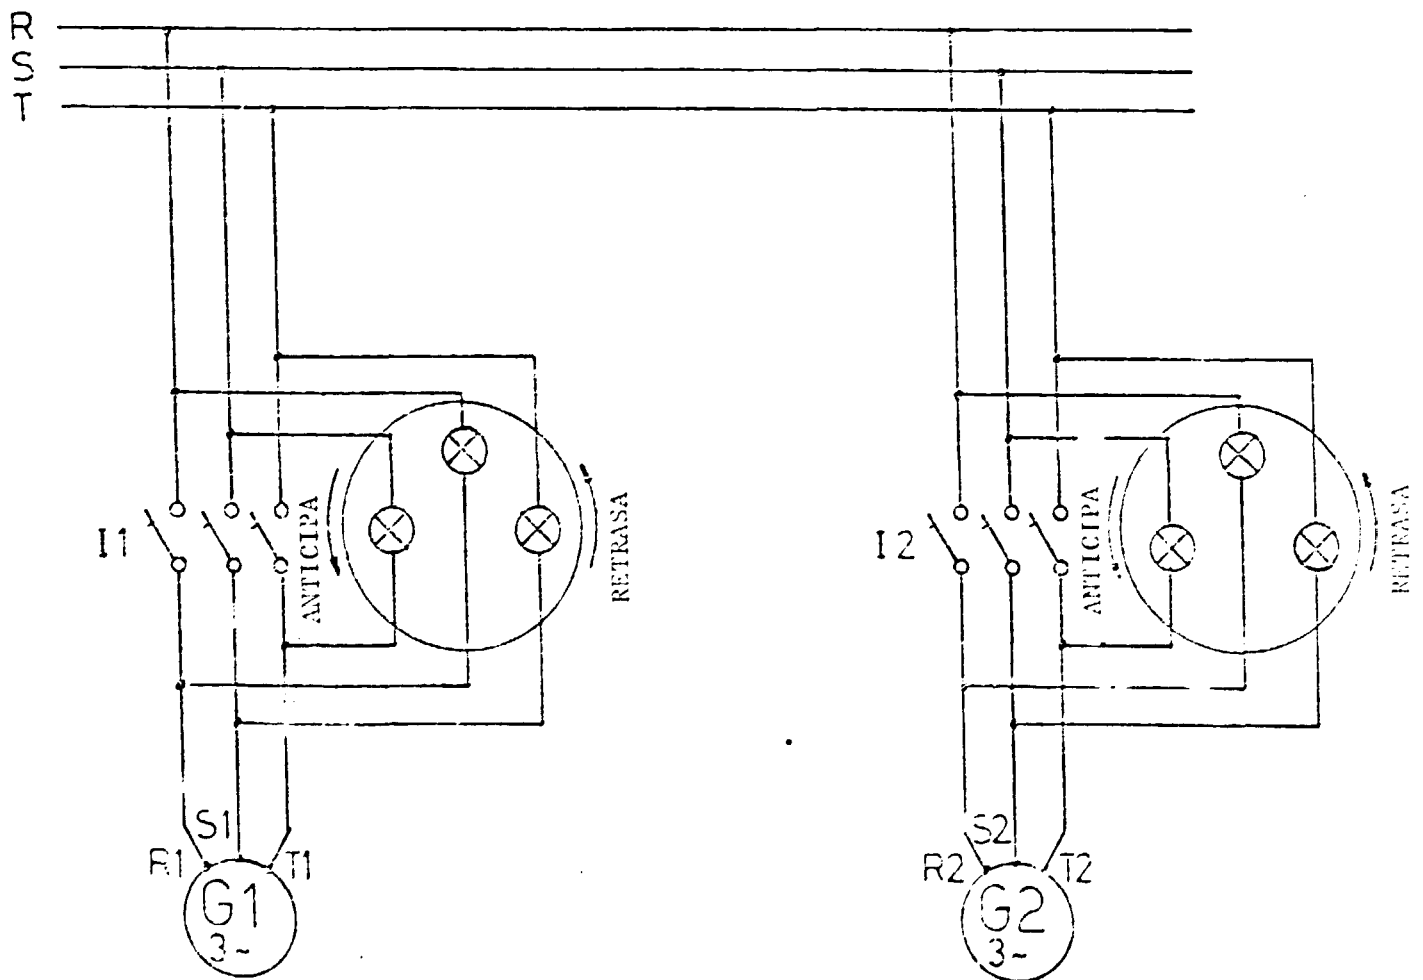 R
S
T
I1
ANTICIPA
RETRASA
I2
ANTICIPA
RETRASA
S1
R1
T1
G1
3~
S2
R2
T2
G2
3~